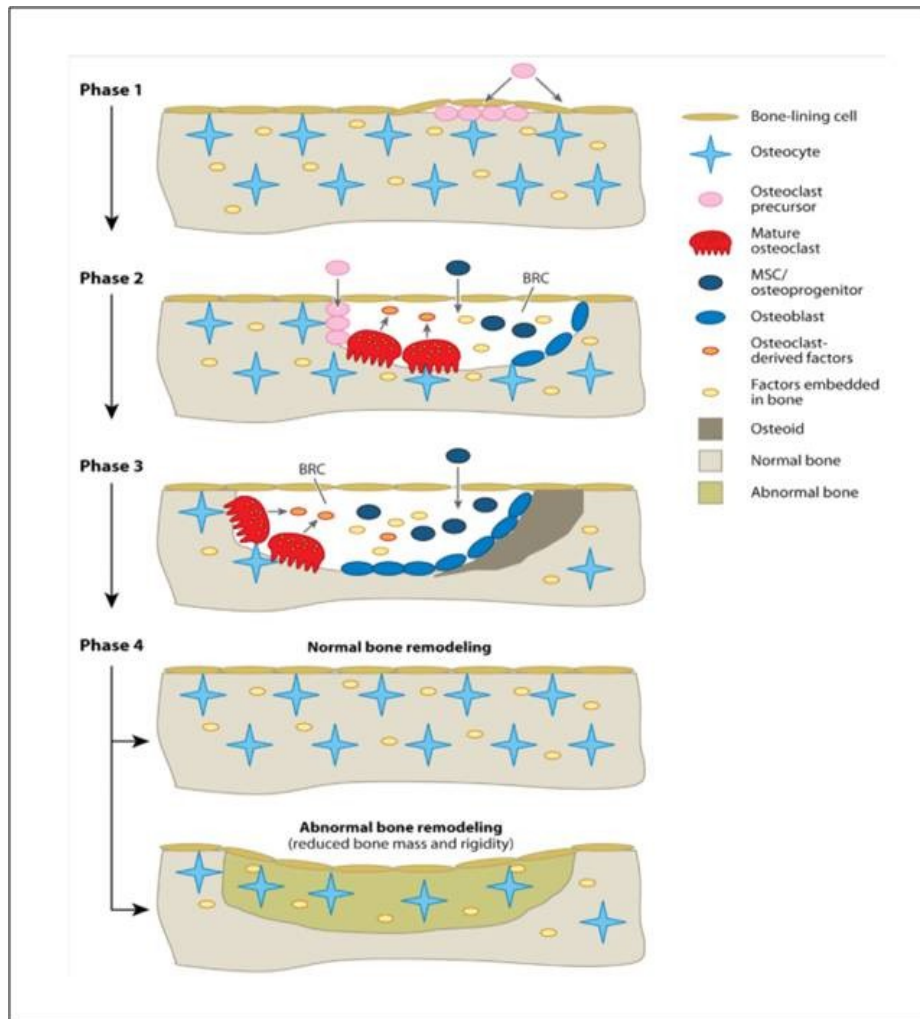 Phase 1
Bone-lining cell
Osteocyte
Osteoclast
precursor
Mature
osteoclast
Phase 2
BRC
MSC/
osteoprogenitor
Osteoblast
Osteoclast-
derived factors
Factors embedded
in bone
Osteoid
Normal bone
Abnormal bone
Phase 3
BRC
Phase 4
Normal bone remodeling
Abnormal bone remodeling
(reduced bone mass and rigidity)